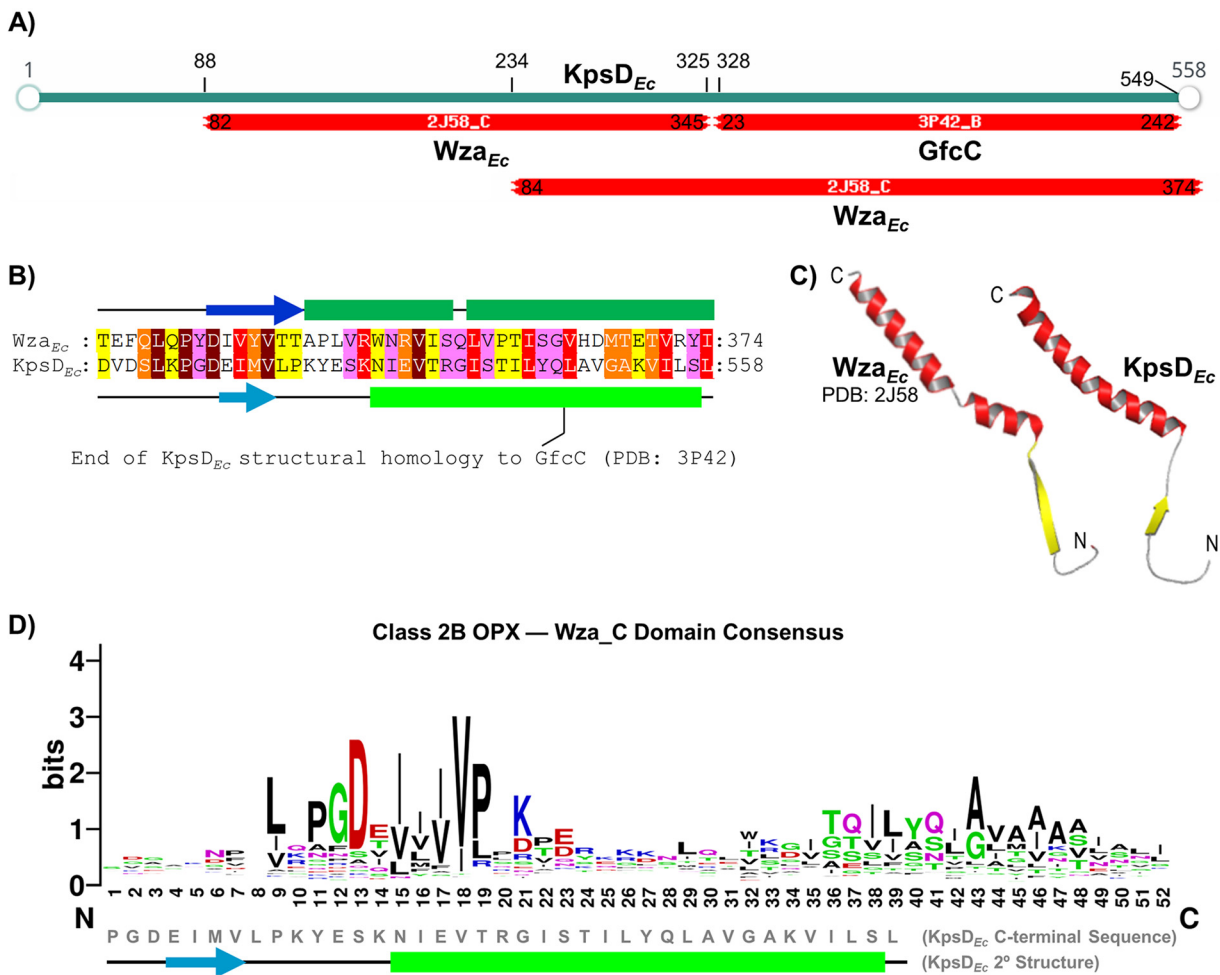 A)
1 88 234 KpsDEc 325 328 549 558
82 2J58_C 345 23 3P42_B 242
WzaEc GfcC
84 2J58_C 374
WzaEc
B)
WzaEc :TEFQLQPYDIVYVTTAPLVRWNRVISQLVPTISGVHDMTETVRYI:374
KpsDEc:DVDSLKPGDEIMVLPKYESKNIEVTRGISTILYQLAVGAKVILSL:558
End of KpsDEc structural homology to GfcC (PDB: 3P42)
C)
C
C
WzaEc
PDB: 2J58
KpsDEc
N
N
D)
Class 2B OPX — Wza_C Domain Consensus
bits
4
3
2
1
0
1 2 3 4 5 6 7 8 9 10 11 12 13 14 15 16 17 18 19 20 21 22 23 24 25 26 27 28 29 30 31 32 33 34 35 36 37 38 39 40 41 42 43 44 45 46 47 48 49 50 51 52
N C
PGDEIMVLPKYESKNIEVTRGISTILYQLAVGAKVILSL (KpsDEc C-terminal Sequence)
(KpsDEc 2º Structure)